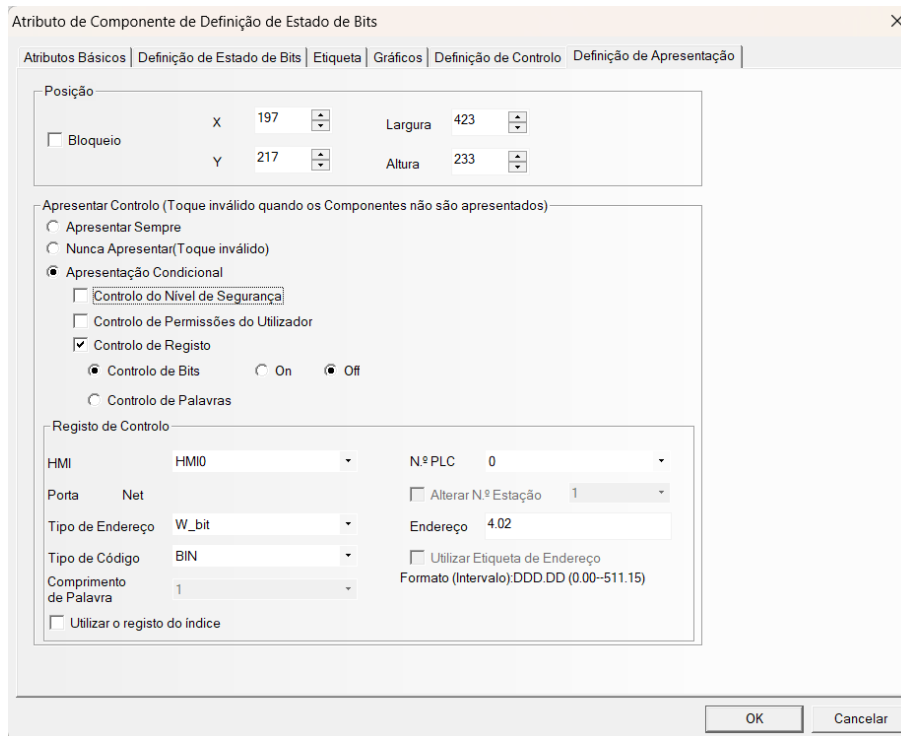 Atributo de Componente de Definição de Estado de Bits
Atributos Básicos Definição de Estado de Bits Etiqueta Gráficos Definição de Controlo Definição de Apresentação
Posição
Bloqueio X 197 Largura 423
Y 217 Altura 233
Apresentar Controlo (Toque inválido quando os Componentes não são apresentados)
Apresentar Sempre
Nunca Apresentar(Toque inválido)
Apresentação Condicional
Controlo do Nível de Segurança
Controlo de Permissões do Utilizador
Controlo de Registo
Controlo de Bits On Off
Controlo de Palavras
Registo de Controlo
HMI HMI0 N.º PLC 0
Porta Net Alterar N.º Estação 1
Tipo de Endereço W_bit Endereço 4.02
Tipo de Código BIN Utilizar Etiqueta de Endereço
Comprimento de Palavra 1 Formato (Intervalo):DDD.DD (0.00--511.15)
Utilizar o registo do índice
OK Cancelar